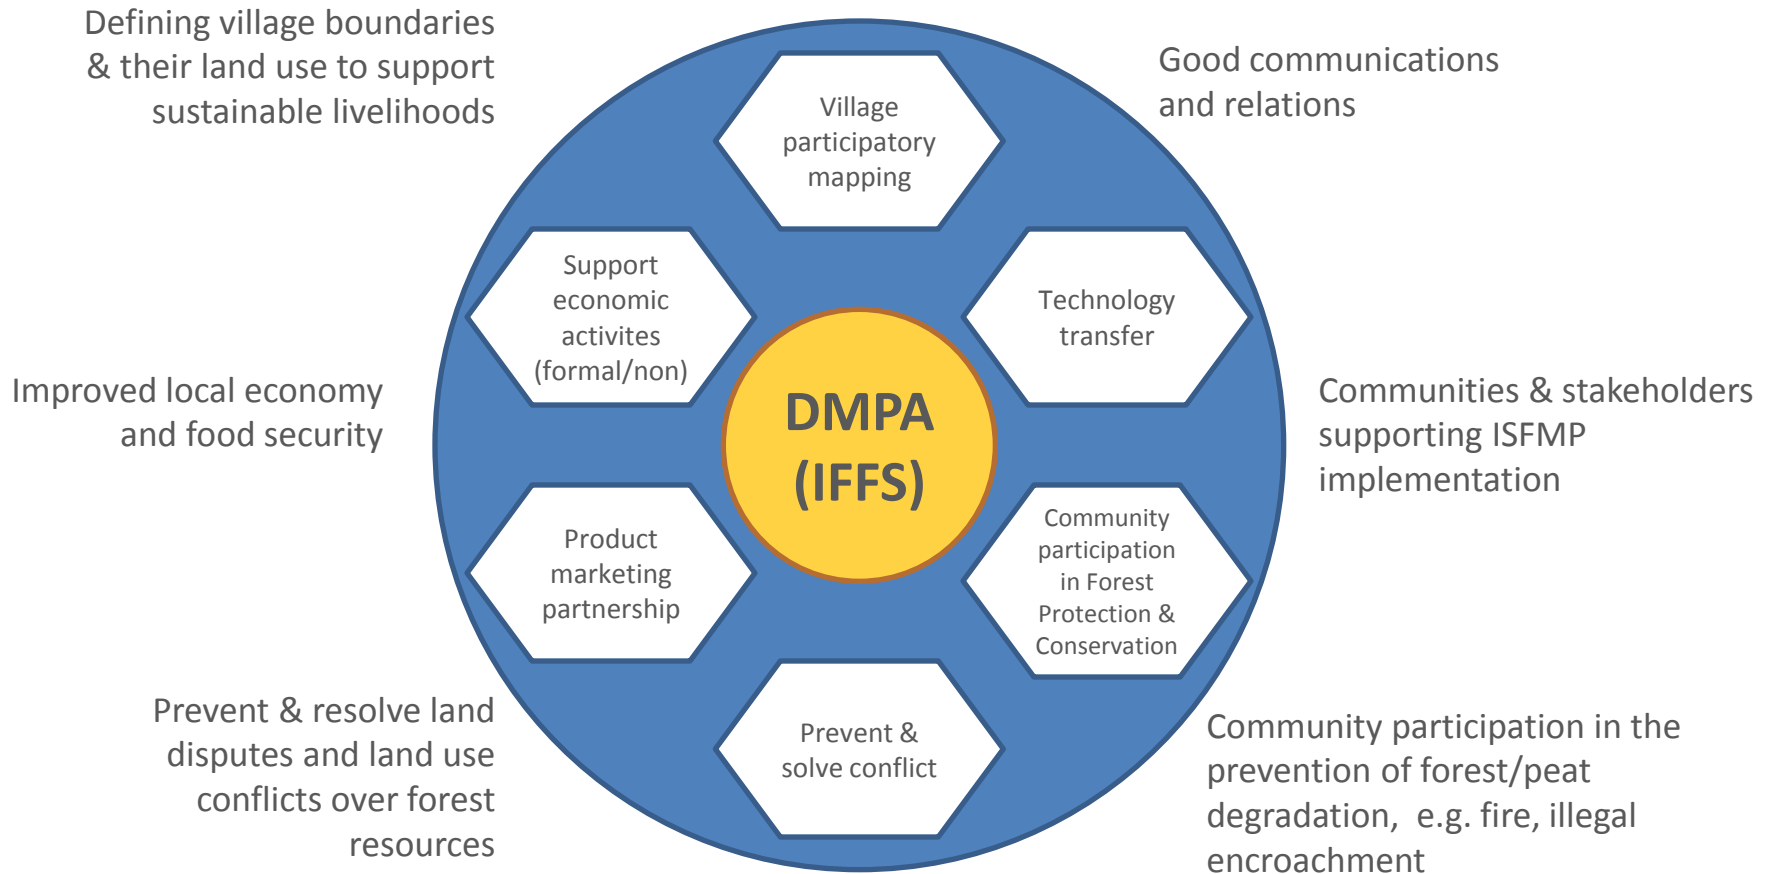 Defining village boundaries
& their land use to support
sustainable livelihoods
Good communications
and relations
Village
participatory
mapping
Support
economic
activites
(formal/non)
Technology
transfer
DMPA
(IFFS)
Improved local economy
and food security
Communities & stakeholders
supporting ISFMP
implementation
Product
marketing
partnership
Community
participation
in Forest
Protection &
Conservation
Prevent &
solve conflict
Prevent & resolve land
disputes and land use
conflicts over forest
resources
Community participation in the
prevention of forest/peat
degradation,  e.g. fire, illegal
encroachment